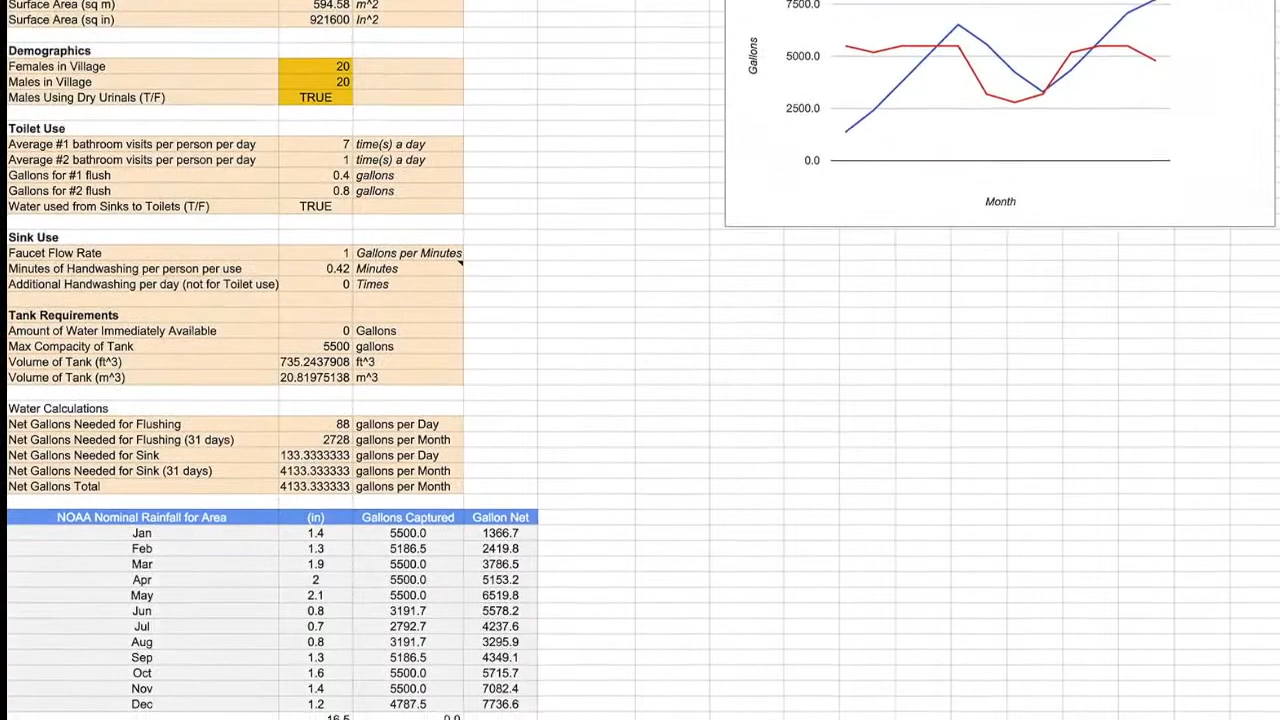 Surface Area (sq m) 594.58 m^2
Surface Area (sq in) 921600 In^2
Demographics
Females in Village 20
Males in Village 20
Males Using Dry Urinals (T/F) TRUE
Toilet Use
Average #1 bathroom visits per person per day 7 time(s) a day
Average #2 bathroom visits per person per day 1 time(s) a day
Gallons for #1 flush 0.4 gallons
Gallons for #2 flush 0.8 gallons
Water used from Sinks to Toilets (T/F) TRUE
Sink Use
Faucet Flow Rate 1 Gallons per Minutes
Minutes of Handwashing per person per use 0.42 Minutes
Additional Handwashing per day (not for Toilet use) 0 Times
Tank Requirements
Amount of Water Immediately Available 0 Gallons
Max Compacity of Tank 5500 gallons
Volume of Tank (ft^3) 735.2437908 ft^3
Volume of Tank (m^3) 20.81975138 m^3
Water Calculations
Net Gallons Needed for Flushing 88 gallons per Day
Net Gallons Needed for Flushing (31 days) 2728 gallons per Month
Net Gallons Needed for Sink 133.3333333 gallons per Day
Net Gallons Needed for Sink (31 days) 4133.333333 gallons per Month
Net Gallons Total 4133.333333 gallons per Month
NOAA Nominal Rainfall for Area (in) Gallons Captured Gallon Net
Jan 1.4 5500.0 1366.7
Feb 1.3 5186.5 2419.8
Mar 1.9 5500.0 3786.5
Apr 2 5500.0 5153.2
May 2.1 5500.0 6519.8
Jun 0.8 3191.7 5578.2
Jul 0.7 2792.7 4237.6
Aug 0.8 3191.7 3295.9
Sep 1.3 5186.5 4349.1
Oct 1.6 5500.0 5715.7
Nov 1.4 5500.0 7082.4
Dec 1.2 4787.5 7736.6
16.5 0.0
7500.0
Gallons
5000.0
2500.0
0.0
Month